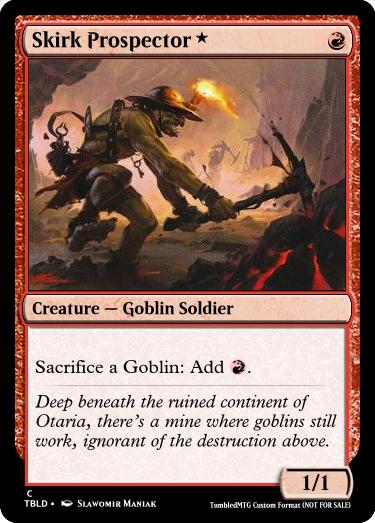 Skirk Prospector ★
Creature — Goblin Soldier
Sacrifice a Goblin: Add .
Deep beneath the ruined continent of
Otaria, there's a mine where goblins still
work, ignorant of the destruction above.
1/1
C
TBLD • SLAWOMIR MANIAK
TumbledMTG Custom Format (NOT FOR SALE)